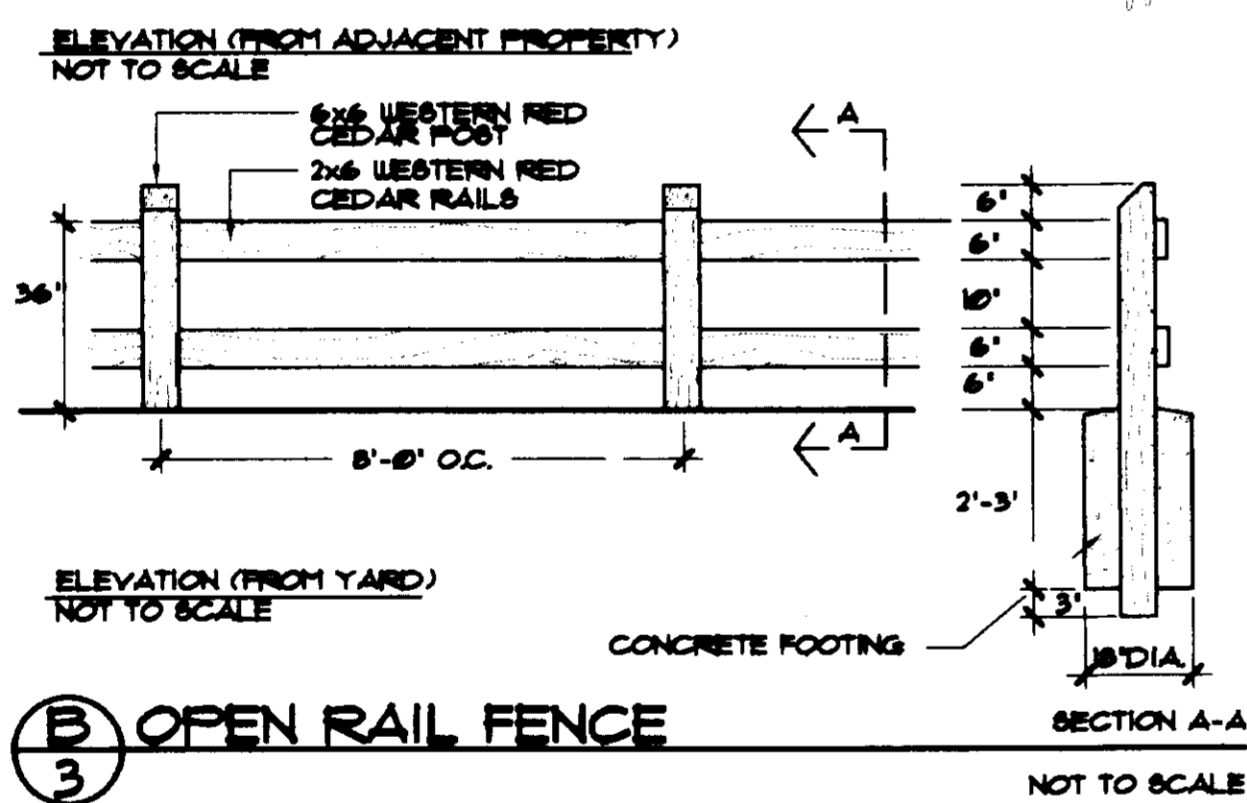 ELEVATION (FROM ADJACENT PROPERTY)
NOT TO SCALE
6x6 WESTERN RED
CEDAR POST
2x6 WESTERN RED
CEDAR RAILS
A
6"
6"
36"
10"
6"
6"
A
8'-0" O.C.
2'-3"
ELEVATION (FROM YARD)
NOT TO SCALE
3"
CONCRETE FOOTING
18" DIA.
B
3
OPEN RAIL FENCE
SECTION A-A
NOT TO SCALE